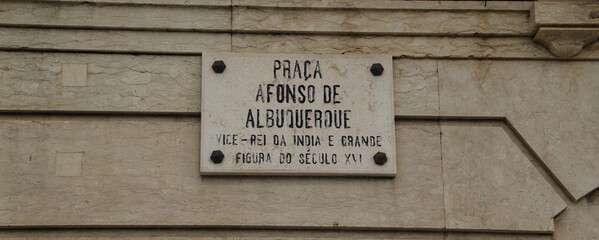 PRAÇA
AFONSO DE
ALBUQUERQUE
VICE-REI DA INDIA E GRANDE
FIGURA DO SÉCULO XVI